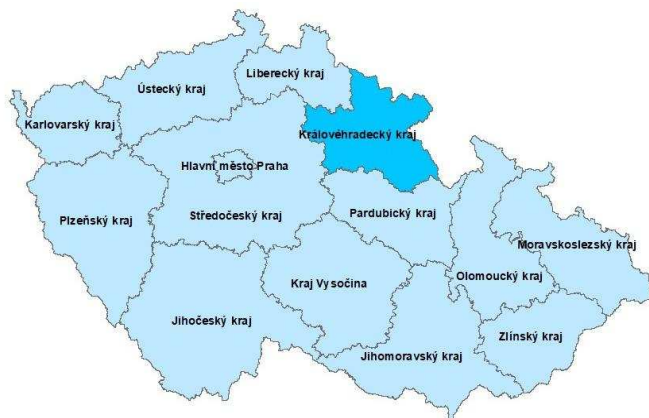 Liberecký kraj
Ústecký kraj
Karlovarský kraj
Královéhradecký kraj
Hlavní město Praha
Plzeňský kraj
Středočeský kraj
Pardubický kraj
Moravskoslezský kraj
Olomoucký kraj
Kraj Vysočina
Jihočeský kraj
Zlínský kraj
Jihomoravský kraj